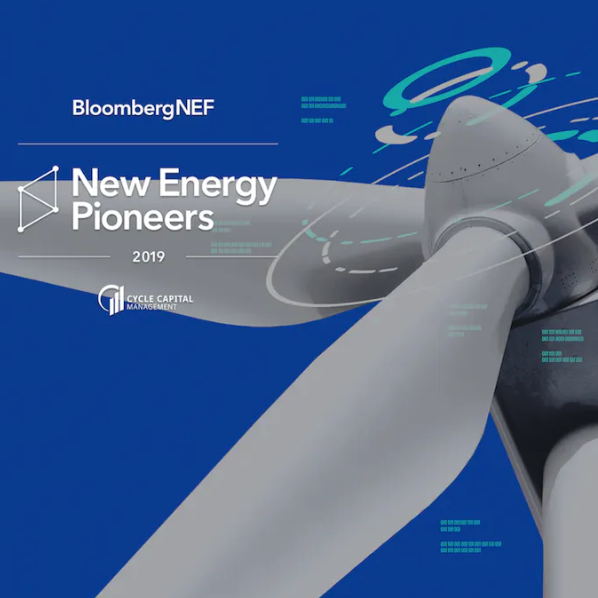 BloombergNEF
New Energy
Pioneers
2019
CYCLE CAPITAL
MANAGEMENT